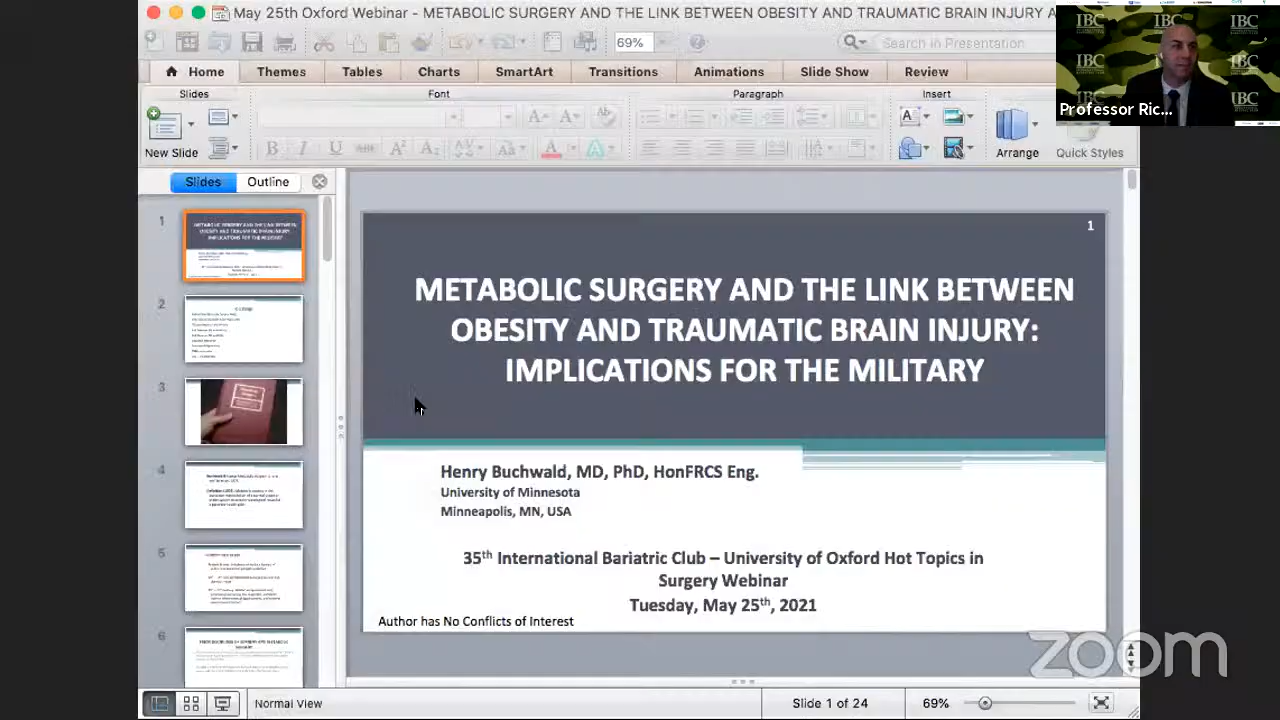 May 25th Oxford Webinar - METABOLIC SURGERY AND THE LINK BETWEEN OBESITY AND TRAUMATIC BRAIN INJURY
69%
Search in Presentation
Home
Themes
Tables
Charts
SmartArt
Transitions
Animations
Slide Show
Review
Slides
Font
Paragraph
Insert
New Slide
Arrange
Quick Styles
IBC
IBC
IBC
IBC
IBC
Professor Ric...
Slides
Outline
1
2
3
4
5
6
1
METABOLIC SURGERY AND THE LINK BETWEEN
OBESITY AND TRAUMATIC BRAIN INJURY:
IMPLICATIONS FOR THE MILITARY
Henry Buchwald, MD, PhD, HonFRCS Eng.
University of Minnesota
Minneapolis, MN, USA
35th International Bariatric Club – University of Oxford Hot Topics in
Surgery Webinar
Tuesday, May 25th, 2021
Author has No Conflicts of Interest
zoom
Normal View
Slide 1 of 24
69%